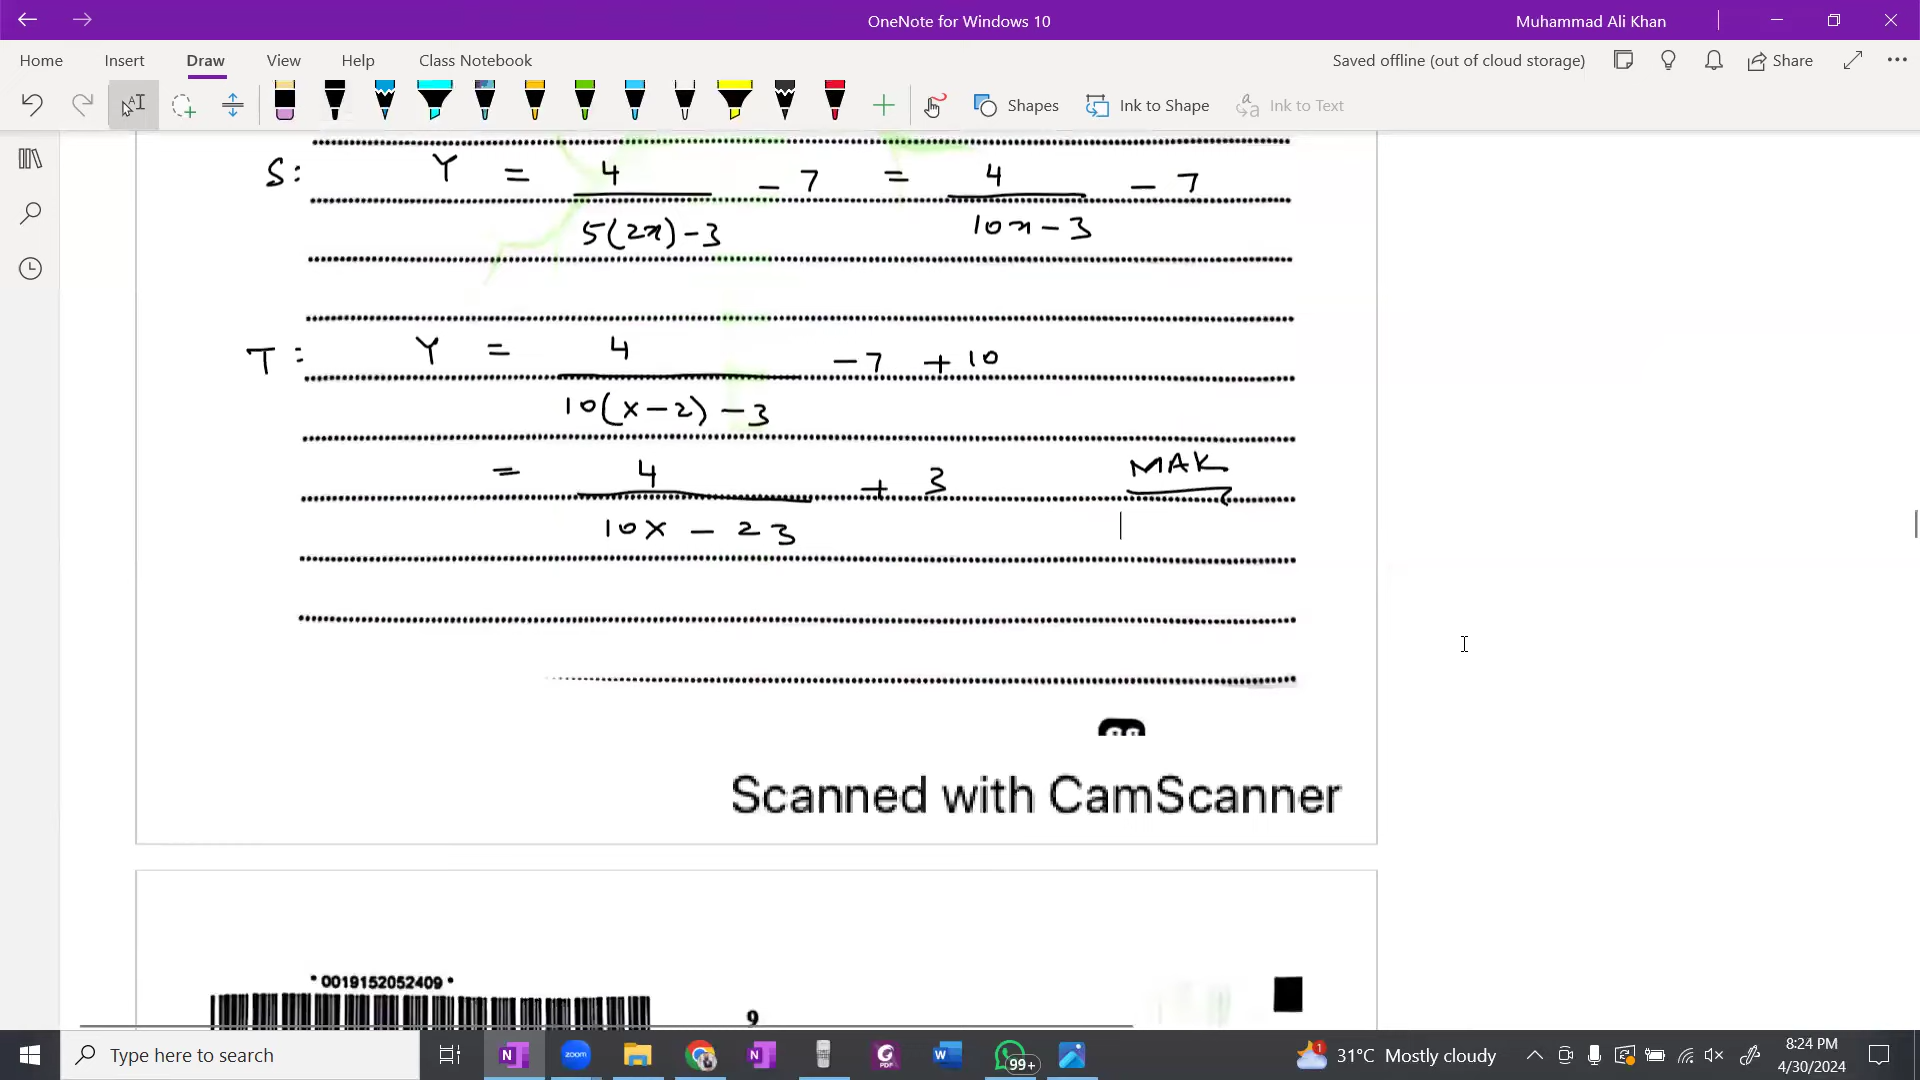 OneNote for Windows 10
Muhammad Ali Khan
Home Insert Draw View Help Class Notebook
Saved offline (out of cloud storage)
Share
Shapes
Ink to Shape
Ink to Text
S: Y = 4 / 5(2x) - 3 - 7 = 4 / 10x - 3 - 7
T: Y = 4 / 10(x - 2) - 3 - 7 + 10
= 4 / 10x - 23 + 3
MAK
Scanned with CamScanner
* 0019152052409 *
9
Type here to search
zoom
PDF
W
99+
1
31°C Mostly cloudy
8:24 PM
4/30/2024